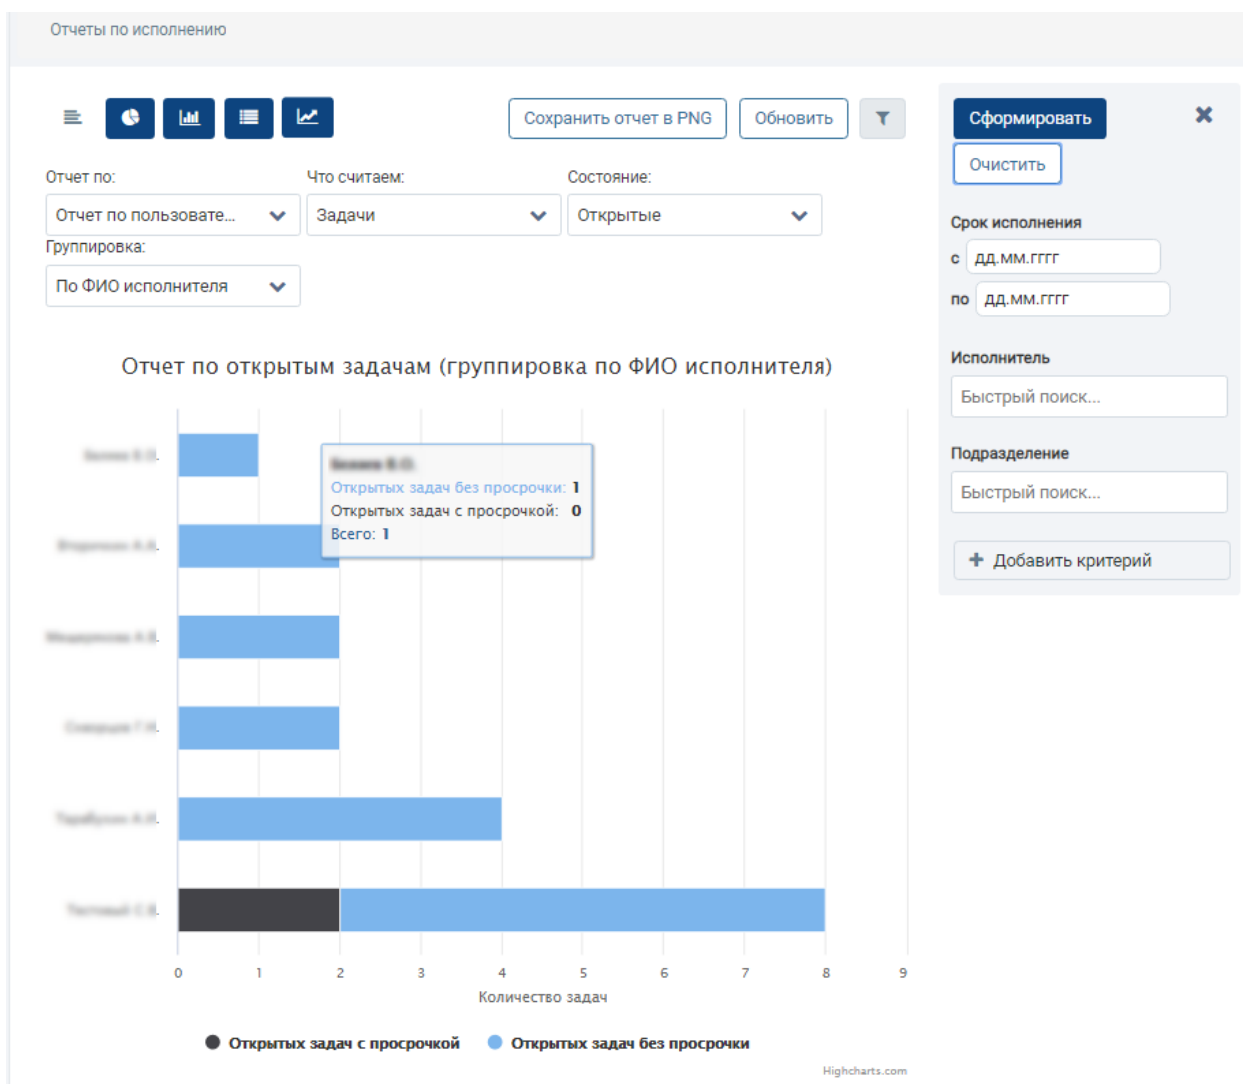 Отчеты по исполнению
Сохранить отчет в PNG
Обновить
Отчет по:
Что считаем:
Состояние:
Отчет по пользовате...
Задачи
Открытые
Группировка:
По ФИО исполнителя
Отчет по открытым задачам (группировка по ФИО исполнителя)
Открытых задач без просрочки: 1
Открытых задач с просрочкой: 0
Всего: 1
0 1 2 3 4 5 6 7 8 9
Количество задач
Открытых задач с просрочкой
Открытых задач без просрочки
Highcharts.com
Сформировать
Очистить
Срок исполнения
с дд.мм.гггг
по дд.мм.гггг
Исполнитель
Быстрый поиск...
Подразделение
Быстрый поиск...
Добавить критерий